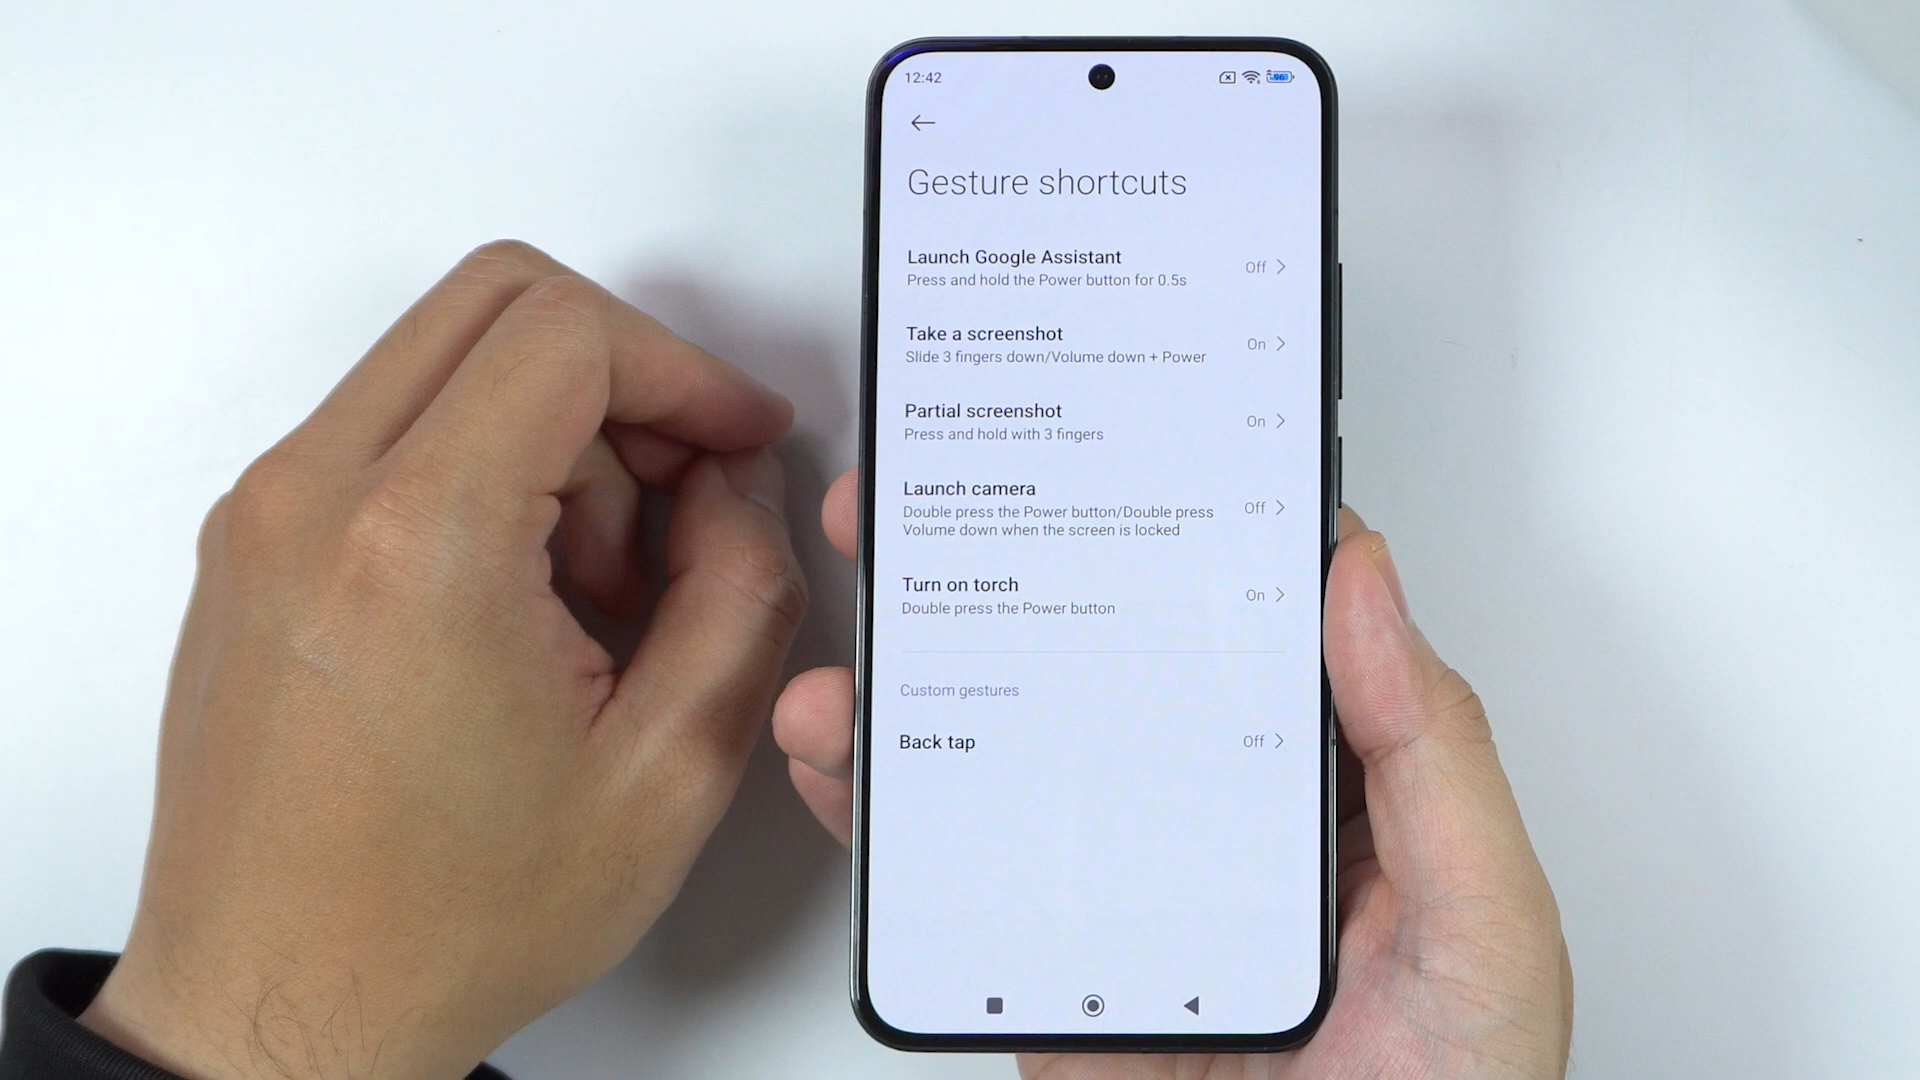 12:42
96
Gesture shortcuts
Launch Google Assistant
Press and hold the Power button for 0.5s
Off
Take a screenshot
Slide 3 fingers down/Volume down + Power
On
Partial screenshot
Press and hold with 3 fingers
On
Launch camera
Double press the Power button/Double press
Volume down when the screen is locked
Off
Turn on torch
Double press the Power button
On
Custom gestures
Back tap
Off